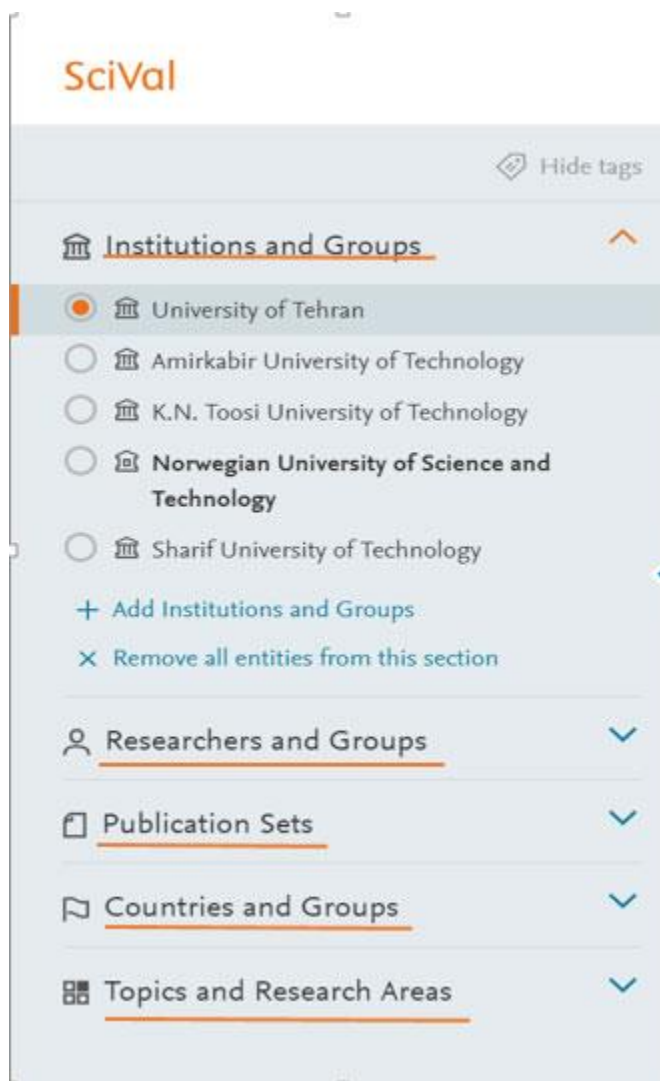 SciVal
Hide tags
Institutions and Groups
University of Tehran
Amirkabir University of Technology
K.N. Toosi University of Technology
Norwegian University of Science and
Technology
Sharif University of Technology
+ Add Institutions and Groups
× Remove all entities from this section
Researchers and Groups
Publication Sets
Countries and Groups
Topics and Research Areas